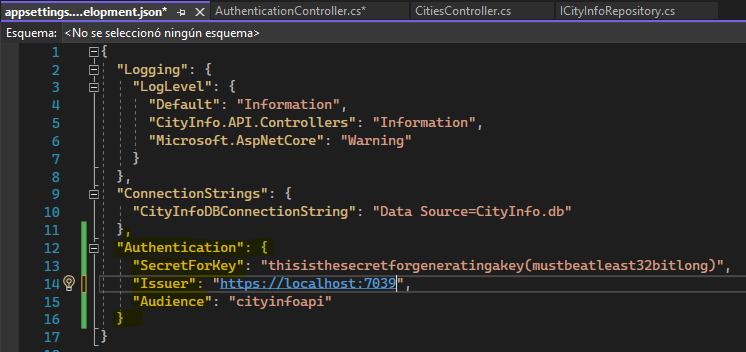 appsettings....elopment.json* AuthenticationController.cs* CitiesController.cs ICityInfoRepository.cs
Esquema: <No se seleccionó ningún esquema>
1 {
2 "Logging": {
3 "LogLevel": {
4 "Default": "Information",
5 "CityInfo.API.Controllers": "Information",
6 "Microsoft.AspNetCore": "Warning"
7 }
8 },
9 "ConnectionStrings": {
10 "CityInfoDBConnectionString": "Data Source=CityInfo.db"
11 },
12 "Authentication": {
13 "SecretForKey": "thisisthesecretforgeneratingakey(mustbeatleast32bitlong)",
14 "Issuer": "https://localhost:7039",
15 "Audience": "cityinfoapi"
16 }
17 }